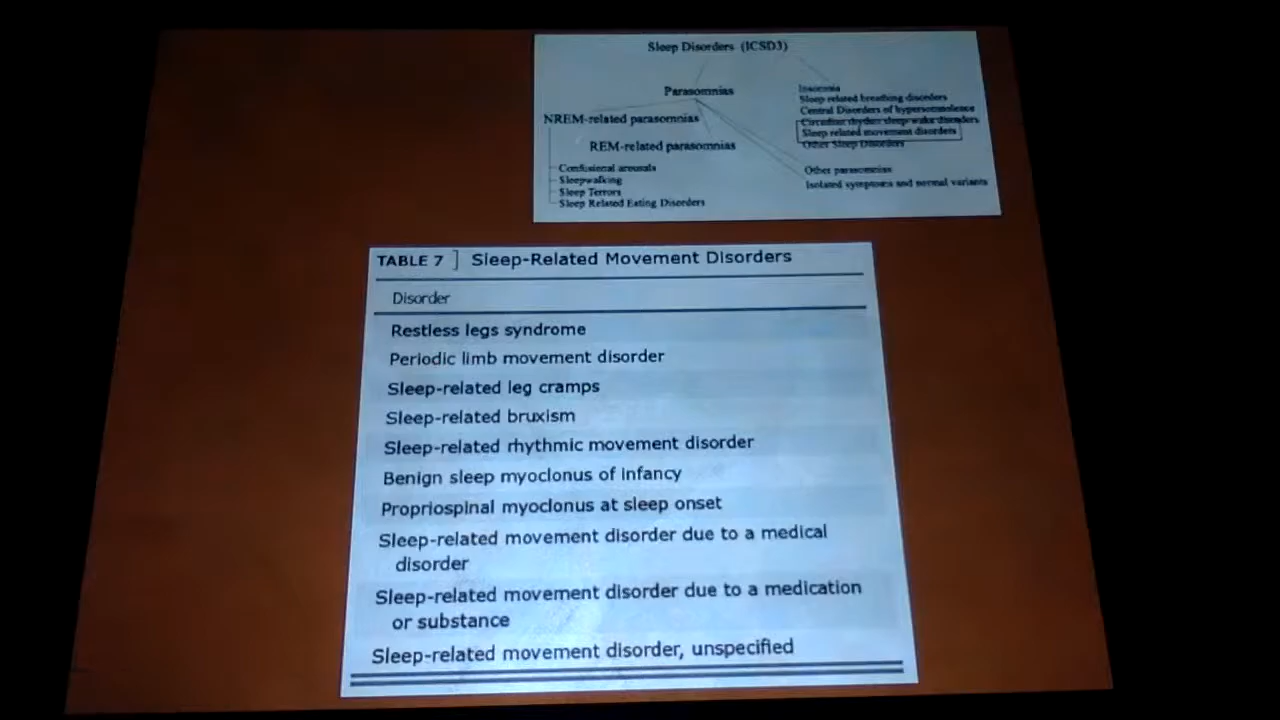 Sleep Disorders (ICSD3)
Parasomnias
NREM-related parasomnias
REM-related parasomnias
Confusional arousals
Sleepwalking
Sleep Terrors
Sleep Related Eating Disorders
Insomnia
Sleep related breathing disorders
Central Disorders of hypersomnolence
Circadian rhythm sleep-wake disorders
Sleep related movement disorders
Other Sleep Disorders
Other parasomnias
Isolated symptoms and normal variants
TABLE 7 ] Sleep-Related Movement Disorders
Disorder
Restless legs syndrome
Periodic limb movement disorder
Sleep-related leg cramps
Sleep-related bruxism
Sleep-related rhythmic movement disorder
Benign sleep myoclonus of infancy
Propriospinal myoclonus at sleep onset
Sleep-related movement disorder due to a medical
disorder
Sleep-related movement disorder due to a medication
or substance
Sleep-related movement disorder, unspecified